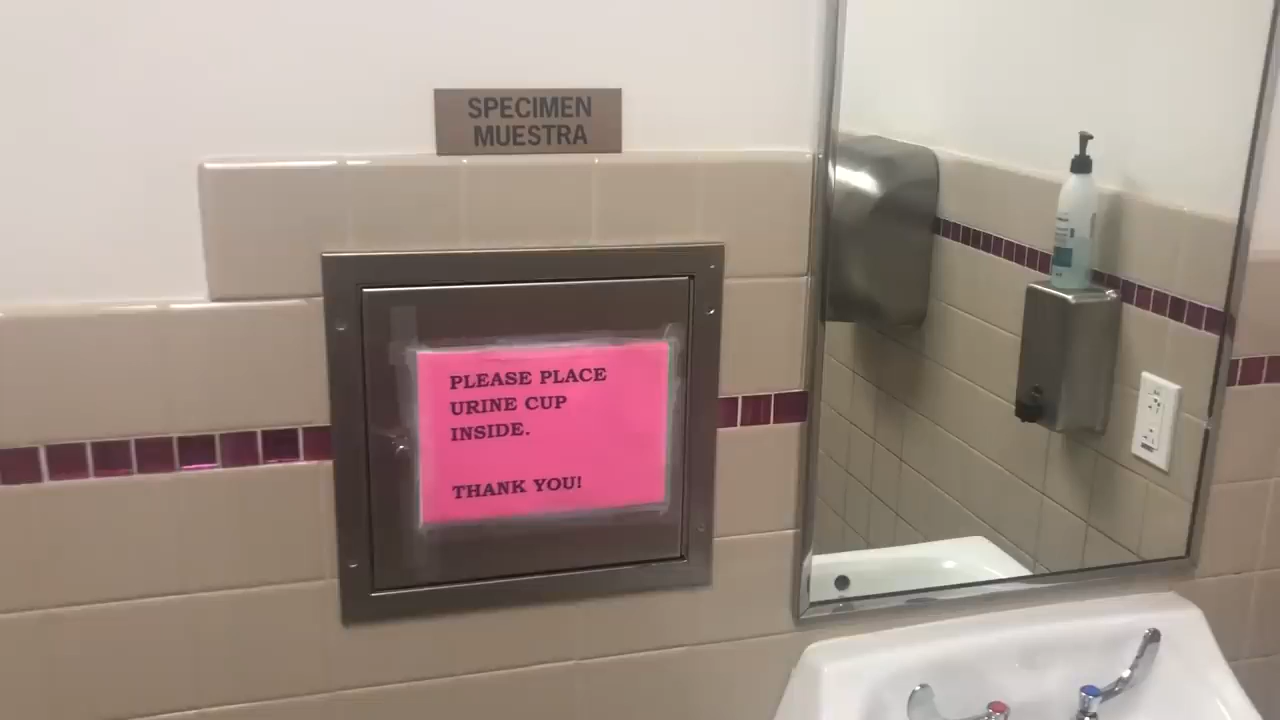 SPECIMEN
MUESTRA
PLEASE PLACE
URINE CUP
INSIDE.
THANK YOU!